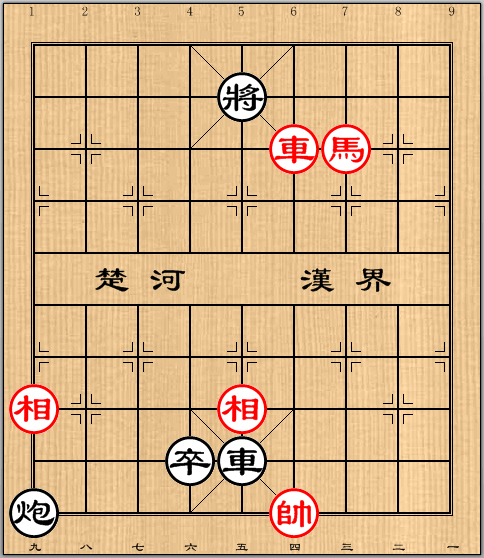 1 2 3 4 5 6 7 8 9
將
車 馬
楚 河 漢 界
相 相
卒 車
炮 帥
九 八 七 六 五 四 三 二 一